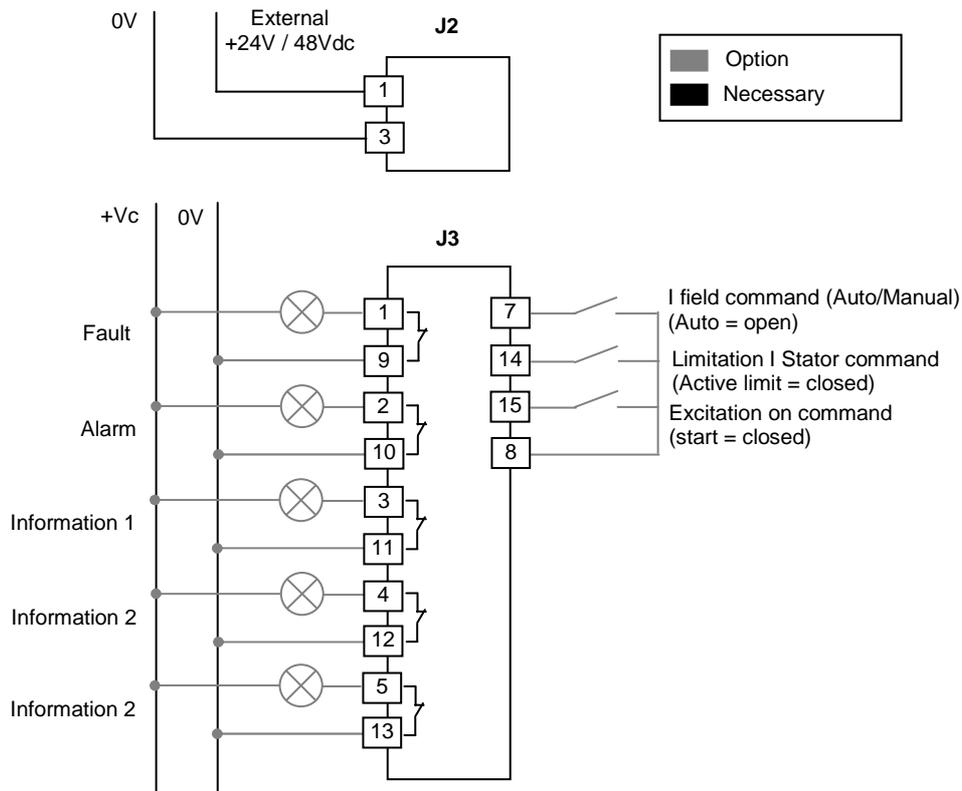 0V
External
+24V / 48Vdc
J2
1
3
Option
Necessary
+Vc
0V
J3
Fault
1
9
Alarm
2
10
Information 1
3
11
Information 2
4
12
Information 2
5
13
7
14
15
8
I field command (Auto/Manual)
(Auto = open)
Limitation I Stator command
(Active limit = closed)
Excitation on command
(start = closed)